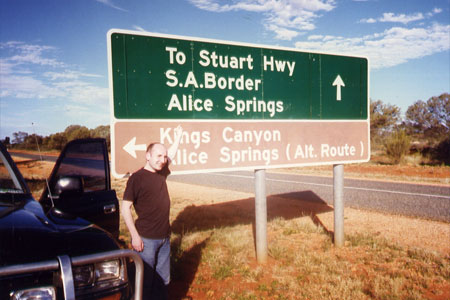 To Stuart Hwy
S.A.Border
Alice Springs
Kings Canyon
Alice Springs ( Alt. Route )